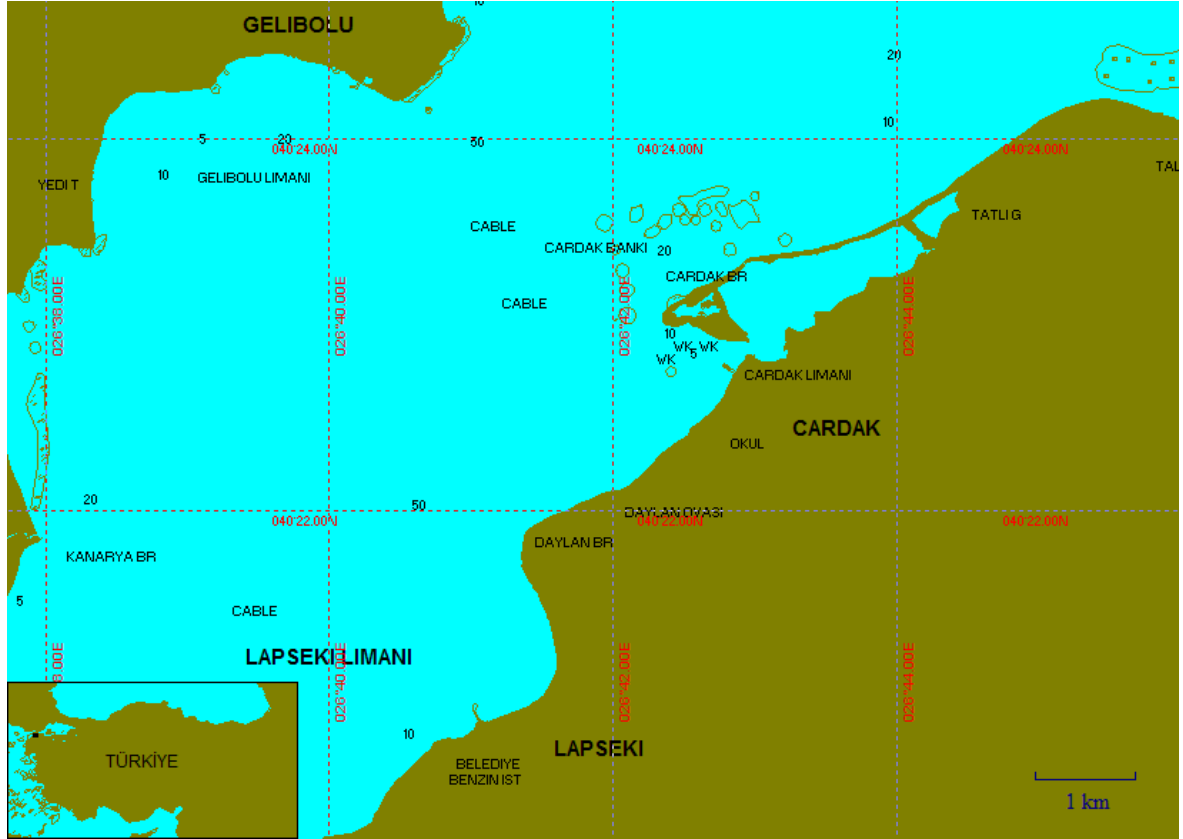 GELIBOLU
10
20
10
5
20
50
040°24.00N
040°24.00N
040°24.00N
TAL
10
YEDI T
GELIBOLU LIMANI
TATLI G
CABLE
CARDAK BANKI
20
CARDAK BR
026°38.00E
026°40.00E
026°42.00E
026°44.00E
CABLE
10
WK
WK
5
WK
CARDAK LIMANI
CARDAK
OKUL
20
50
DAYLAN OVASI
040°22.00N
040°22.00N
040°22.00N
DAYLAN BR
KANARYA BR
5
CABLE
LAPSEKI LIMANI
8.00E
026°40.00E
026°42.00E
026°44.00E
10
LAPSEKI
TÜRKİYE
BELEDIYE
BENZIN IST
1 km